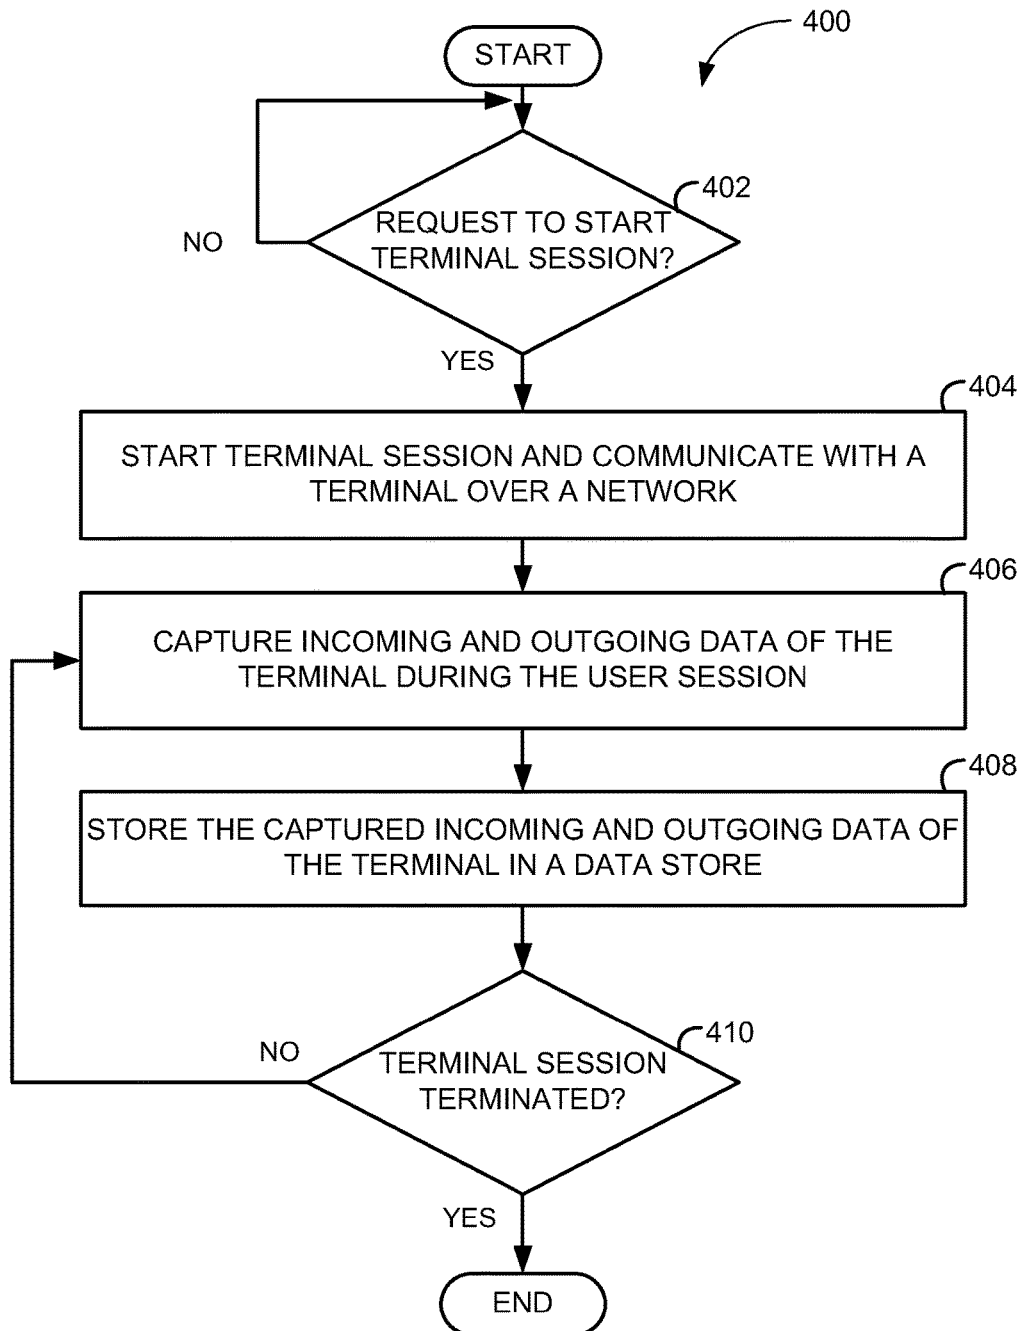 400
START
402
REQUEST TO START
TERMINAL SESSION?
NO
YES
404
START TERMINAL SESSION AND COMMUNICATE WITH A
TERMINAL OVER A NETWORK
406
CAPTURE INCOMING AND OUTGOING DATA OF THE
TERMINAL DURING THE USER SESSION
408
STORE THE CAPTURED INCOMING AND OUTGOING DATA OF
THE TERMINAL IN A DATA STORE
410
NO
TERMINAL SESSION
TERMINATED?
YES
END